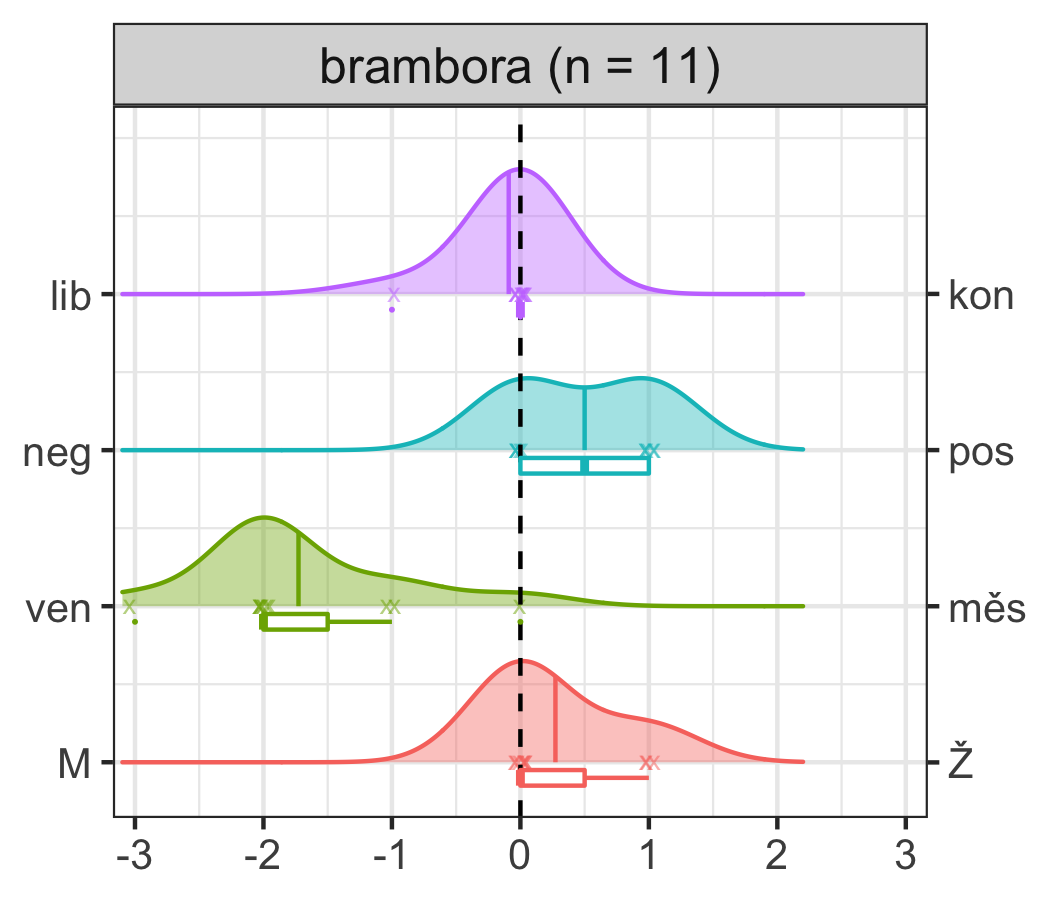 brambora (n = 11)
lib kon
neg pos
ven měs
M Ž
-3 -2 -1 0 1 2 3